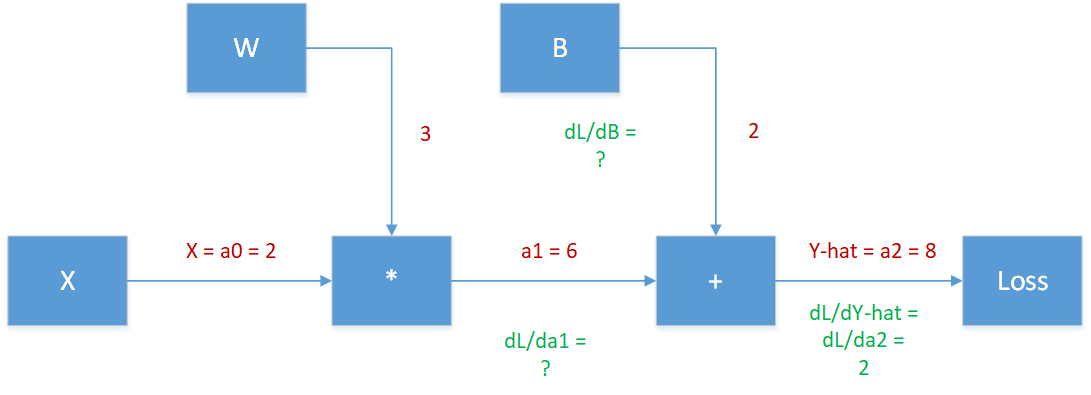 W
B
3
dL/dB =
?
2
X
X = a0 = 2
*
a1 = 6
+
Y-hat = a2 = 8
Loss
dL/da1 =
?
dL/dY-hat =
dL/da2 =
2